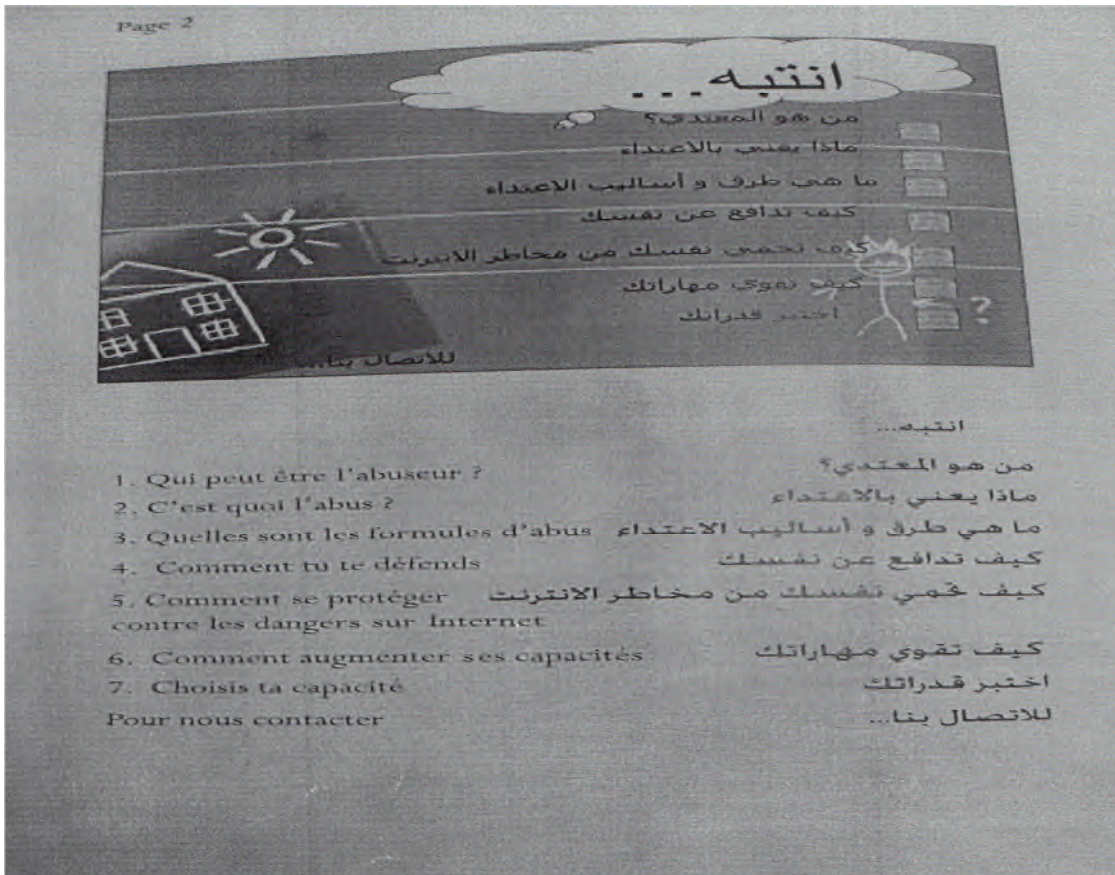 Page 2
انتبه...
من هو المعتدي؟
ماذا يعني بالاعتداء
ما هي طرق و أساليب الاعتداء
كيف تدافع عن نفسك
كيف تحمي نفسك من مخاطر الانترنت
كيف تقوي مهاراتك
اختبر قدراتك
?
للاتصال بنا...
انتبه...
1. Qui peut être l'abuseur ? من هو المعتدي؟
2. C'est quoi l'abus ? ماذا يعني بالاعتداء
3. Quelles sont les formules d'abus ما هي طرق و أساليب الاعتداء
4. Comment tu te défends كيف تدافع عن نفسك
5. Comment se protéger كيف تحمي نفسك من مخاطر الانترنت
contre les dangers sur Internet
6. Comment augmenter ses capacités كيف تقوي مهاراتك
7. Choisis ta capacité اختبر قدراتك
Pour nous contacter للاتصال بنا...